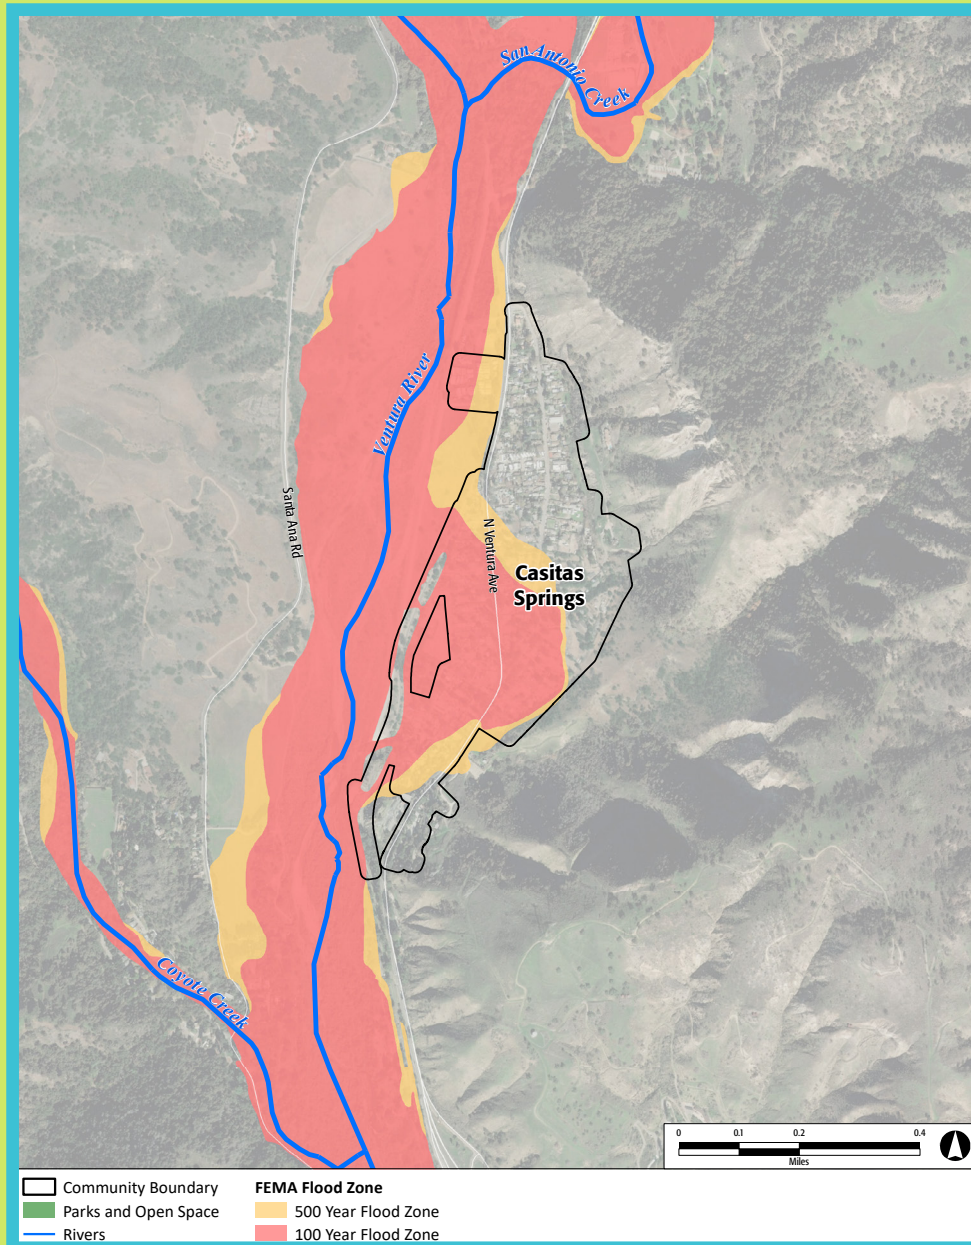 San Antonio Creek
Ventura River
Santa Ana Rd
N Ventura Ave
Casitas
Springs
Coyote Creek
0 0.1 0.2 0.4
Miles
Community Boundary
Parks and Open Space
Rivers
FEMA Flood Zone
500 Year Flood Zone
100 Year Flood Zone